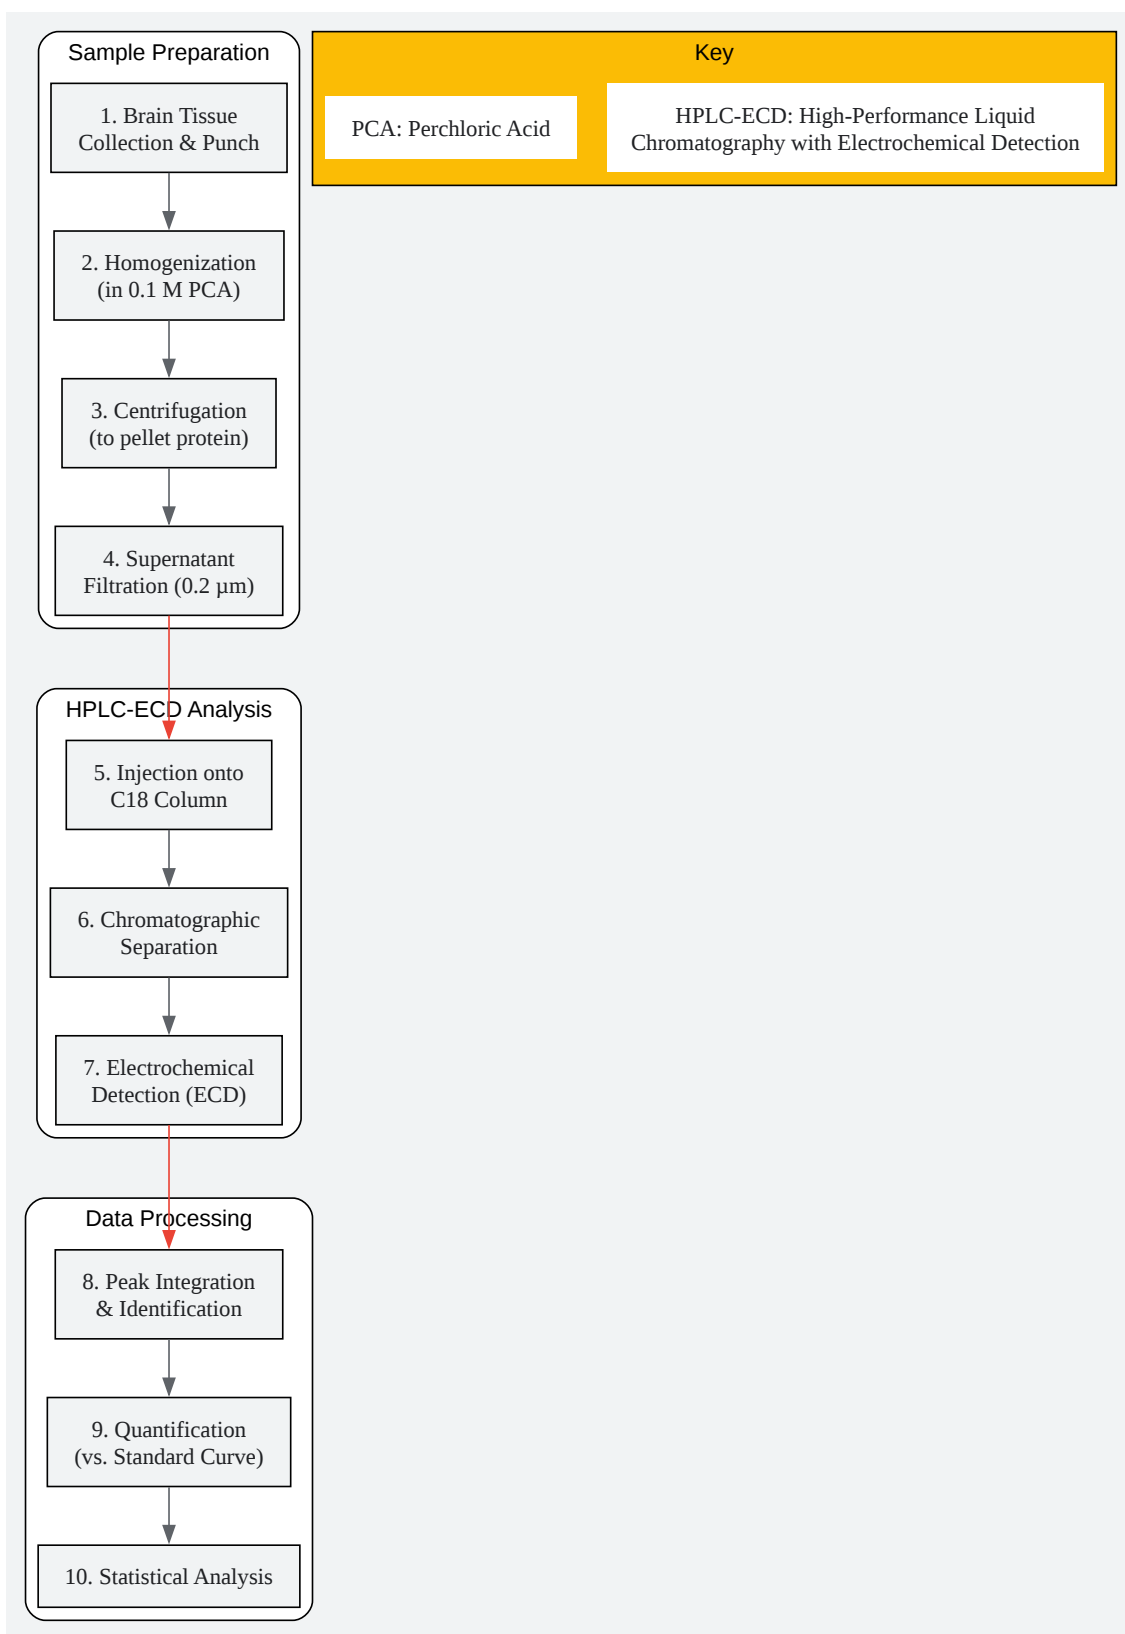 Sample Preparation
1. Brain Tissue
Collection & Punch
2. Homogenization
(in 0.1 M PCA)
3. Centrifugation
(to pellet protein)
4. Supernatant
Filtration (0.2 µm)
Key
PCA: Perchloric Acid
HPLC-ECD: High-Performance Liquid
Chromatography with Electrochemical Detection
HPLC-ECD Analysis
5. Injection onto
C18 Column
6. Chromatographic
Separation
7. Electrochemical
Detection (ECD)
Data Processing
8. Peak Integration
& Identification
9. Quantification
(vs. Standard Curve)
10. Statistical Analysis